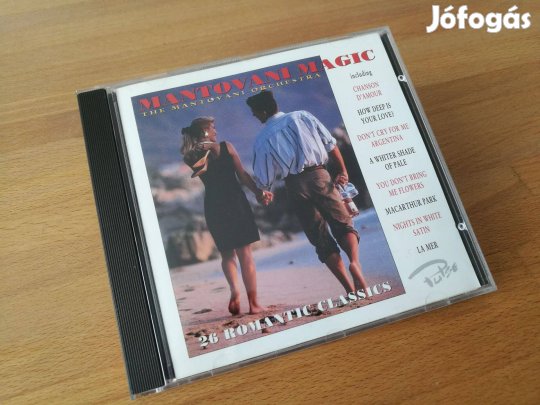 Jófogás
MANTOVANI MAGIC
THE MANTOVANI ORCHESTRA
including
CHANSON
D'AMOUR
HOW DEEP IS
YOUR LOVE?
DON'T CRY FOR ME
ARGENTINA
A WHITER SHADE
OF PALE
YOU DON'T BRING
ME FLOWERS
MACARTHUR PARK
NIGHTS IN WHITE
SATIN
LA MER
Pulse
26 ROMANTIC CLASSICS